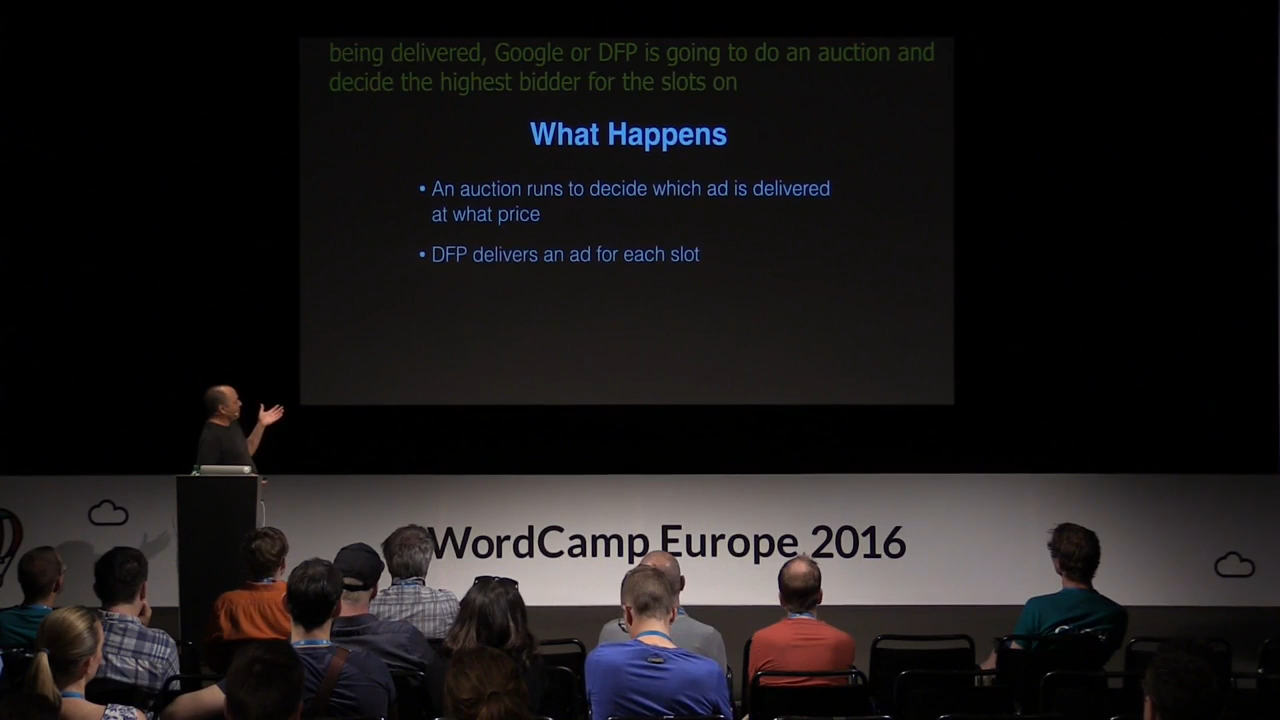 being delivered, Google or DFP is going to do an auction and
decide the highest bidder for the slots on
What Happens
• An auction runs to decide which ad is delivered
at what price
• DFP delivers an ad for each slot
WordCamp Europe 2016